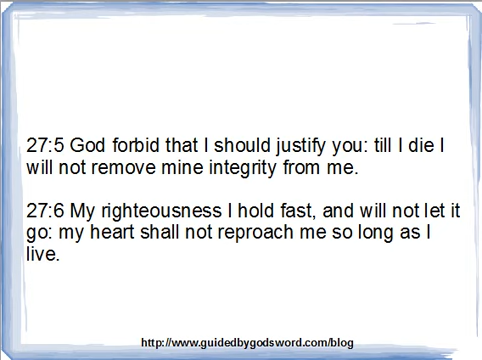 27:5 God forbid that I should justify you: till I die I
will not remove mine integrity from me.
27:6 My righteousness I hold fast, and will not let it
go: my heart shall not reproach me so long as I
live.
http://www.guidedbygodsword.com/blog